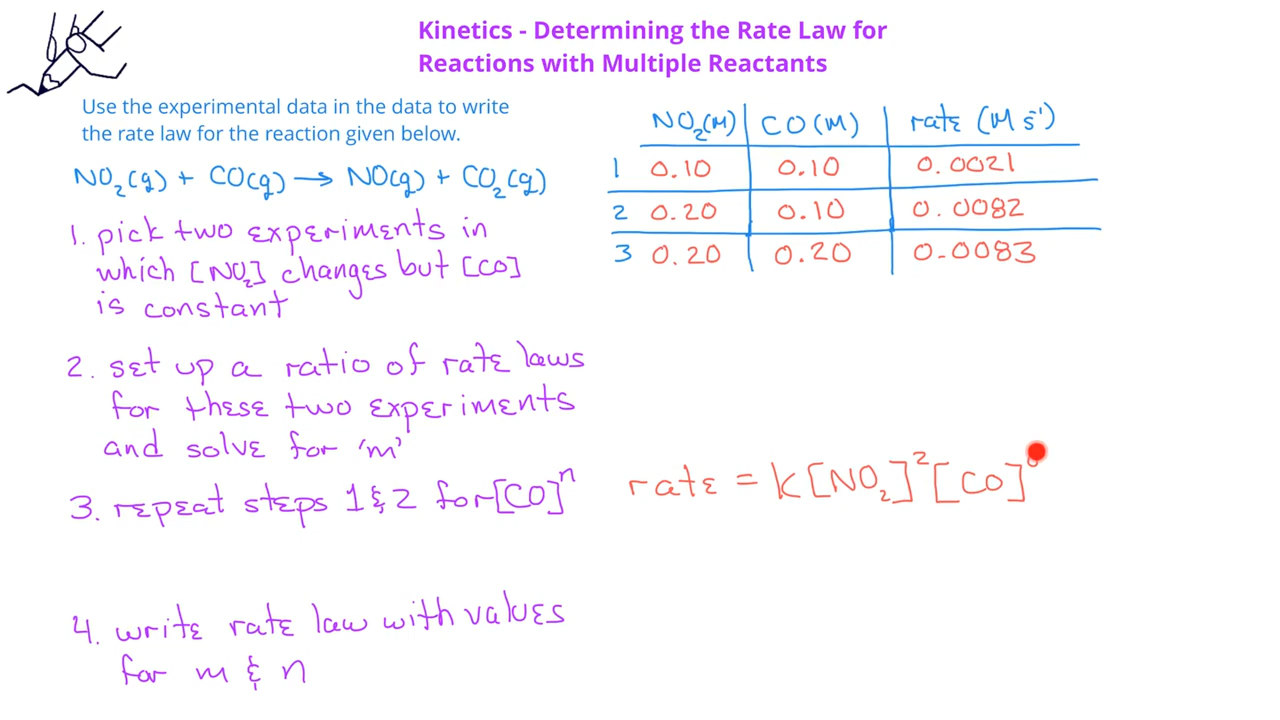 Kinetics - Determining the Rate Law for
Reactions with Multiple Reactants
Use the experimental data in the data to write
the rate law for the reaction given below.
NO₂(g) + CO(g) → NO(g) + CO₂(g)
1. pick two experiments in
which [NO₂] changes but [CO]
is constant
2. set up a ratio of rate laws
for these two experiments
and solve for 'm'
3. repeat steps 1 & 2 for [CO]ⁿ
4. write rate law with values
for m & n
NO₂(M) CO (M) rate (M s⁻¹)
1 0.10 0.10 0.0021
2 0.20 0.10 0.0082
3 0.20 0.20 0.0083
rate = k[NO₂]²[CO]